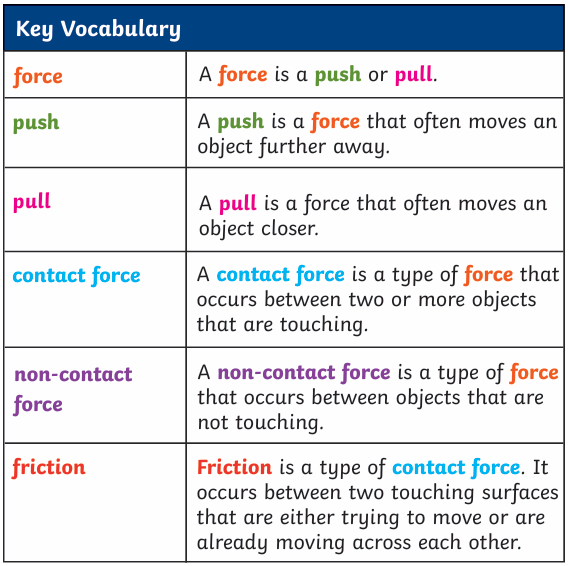 Key Vocabulary
force
A force is a push or pull.
push
A push is a force that often moves an
object further away.
pull
A pull is a force that often moves an
object closer.
contact force
A contact force is a type of force that
occurs between two or more objects
that are touching.
non-contact
force
A non-contact force is a type of force
that occurs between objects that are
not touching.
friction
Friction is a type of contact force. It
occurs between two touching surfaces
that are either trying to move or are
already moving across each other.